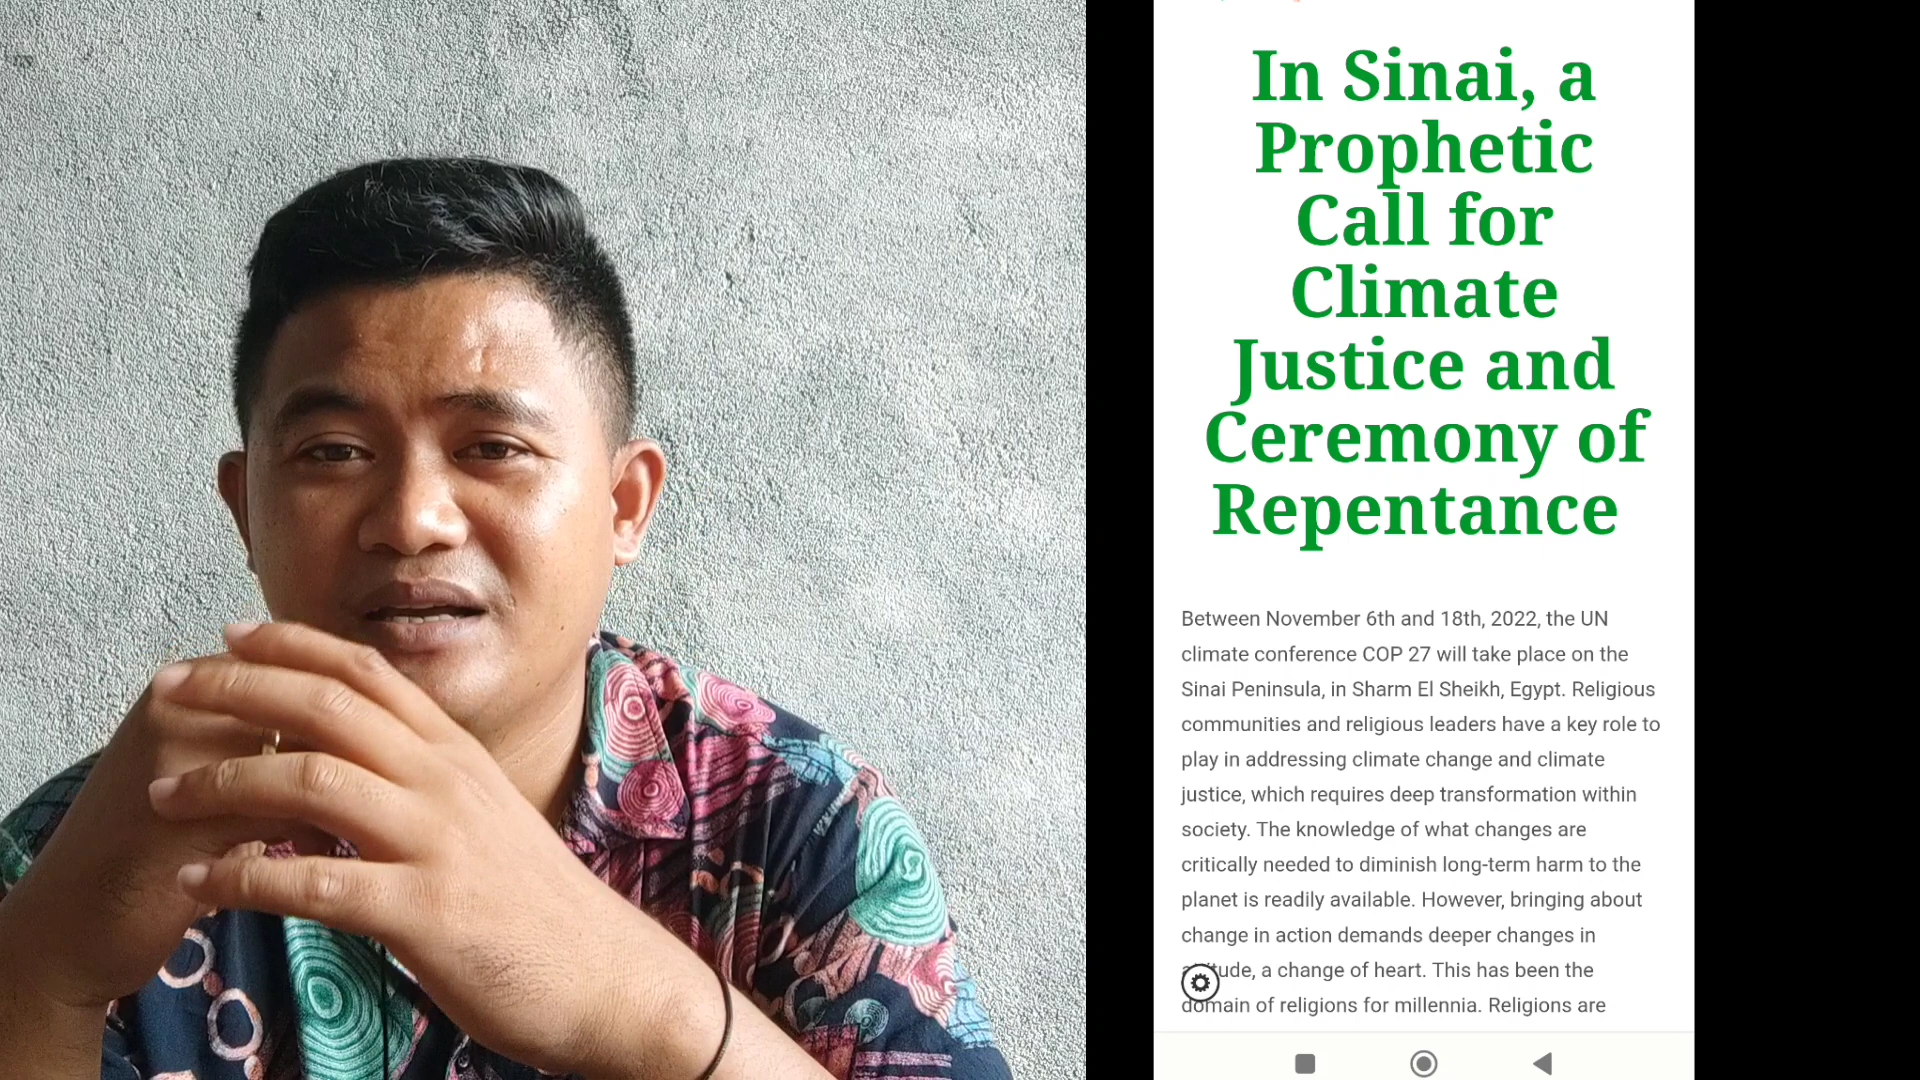 In Sinai, a
Prophetic
Call for
Climate
Justice and
Ceremony of
Repentance
Between November 6th and 18th, 2022, the UN
climate conference COP 27 will take place on the
Sinai Peninsula, in Sharm El Sheikh, Egypt. Religious
communities and religious leaders have a key role to
play in addressing climate change and climate
justice, which requires deep transformation within
society. The knowledge of what changes are
critically needed to diminish long-term harm to the
planet is readily available. However, bringing about
change in action demands deeper changes in
attitude, a change of heart. This has been the
domain of religions for millennia. Religions are